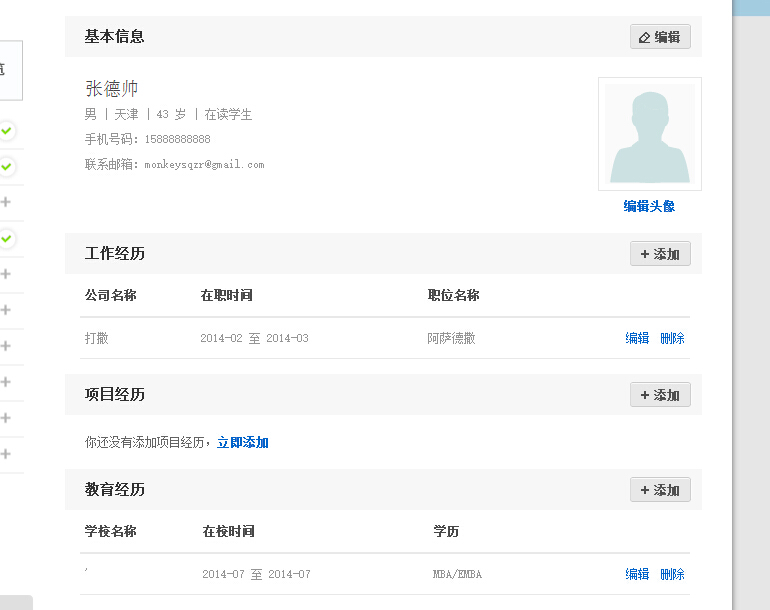 基本信息 编辑
张德帅
男 | 天津 | 43 岁 | 在读学生
手机号码: 15888888888
联系邮箱: monkeysqzr@gmail.com
编辑头像
工作经历 + 添加
公司名称 在职时间 职位名称
打撒 2014-02 至 2014-03 阿萨德撒 编辑 删除
项目经历 + 添加
你还没有添加项目经历，立即添加
教育经历 + 添加
学校名称 在校时间 学历
' 2014-07 至 2014-07 MBA/EMBA 编辑 删除